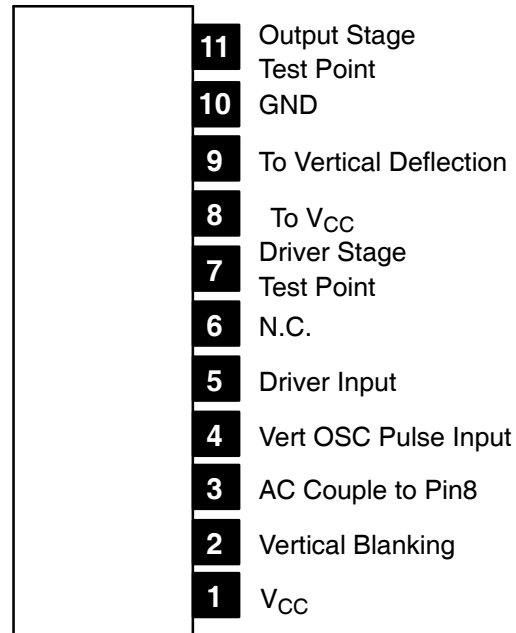 11 Output Stage
Test Point
10 GND
9 To Vertical Deflection
8 To VCC
7 Driver Stage
Test Point
6 N.C.
5 Driver Input
4 Vert OSC Pulse Input
3 AC Couple to Pin8
2 Vertical Blanking
1 VCC